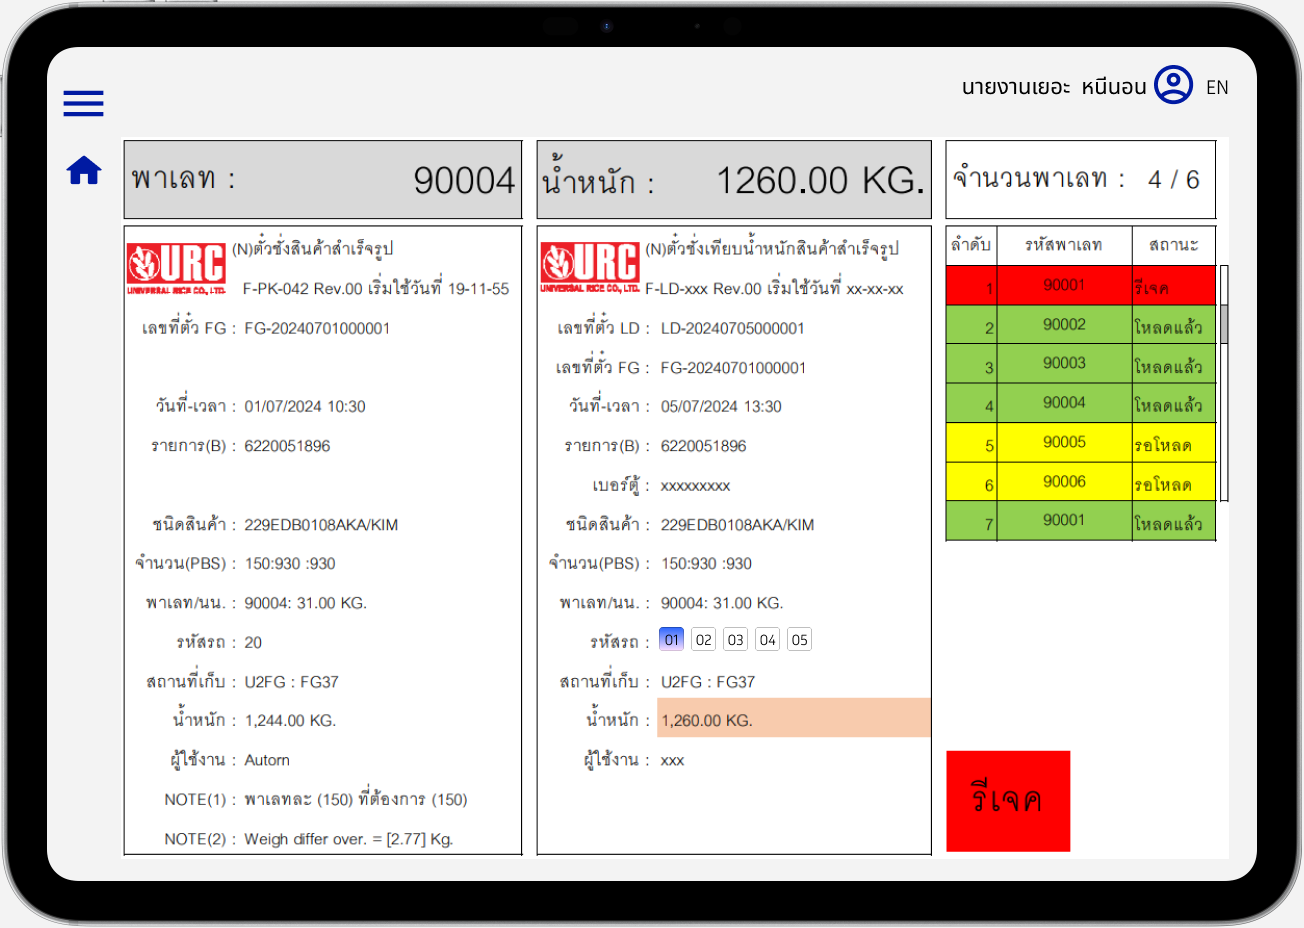 นายงานเยอะ หนีนอน EN
พาเลท : 90004
น้ำหนัก : 1260.00 KG.
จำนวนพาเลท : 4 / 6
URC
UNIVERSAL RICE CO., LTD.
(N)ตั๋วชั่งสินค้าสำเร็จรูป
F-PK-042 Rev.00 เริ่มใช้วันที่ 19-11-55
เลขที่ตั๋ว FG : FG-20240701000001
วันที่-เวลา : 01/07/2024 10:30
รายการ(B) : 6220051896
ชนิดสินค้า : 229EDB0108AKA/KIM
จำนวน(PBS) : 150:930 :930
พาเลท/นน. : 90004: 31.00 KG.
รหัสรถ : 20
สถานที่เก็บ : U2FG : FG37
น้ำหนัก : 1,244.00 KG.
ผู้ใช้งาน : Autorn
NOTE(1) : พาเลทละ (150) ที่ต้องการ (150)
NOTE(2) : Weigh differ over. = [2.77] Kg.
URC
UNIVERSAL RICE CO., LTD.
(N)ตั๋วชั่งเทียบน้ำหนักสินค้าสำเร็จรูป
F-LD-xxx Rev.00 เริ่มใช้วันที่ xx-xx-xx
เลขที่ตั๋ว LD : LD-20240705000001
เลขที่ตั๋ว FG : FG-20240701000001
วันที่-เวลา : 05/07/2024 13:30
รายการ(B) : 6220051896
เบอร์ตู้ : xxxxxxxxx
ชนิดสินค้า : 229EDB0108AKA/KIM
จำนวน(PBS) : 150:930 :930
พาเลท/นน. : 90004: 31.00 KG.
รหัสรถ : 01 02 03 04 05
สถานที่เก็บ : U2FG : FG37
น้ำหนัก : 1,260.00 KG.
ผู้ใช้งาน : xxx
ลำดับ รหัสพาเลท สถานะ
1 90001 รีเจค
2 90002 โหลดแล้ว
3 90003 โหลดแล้ว
4 90004 โหลดแล้ว
5 90005 รอโหลด
6 90006 รอโหลด
7 90001 โหลดแล้ว
รีเจค